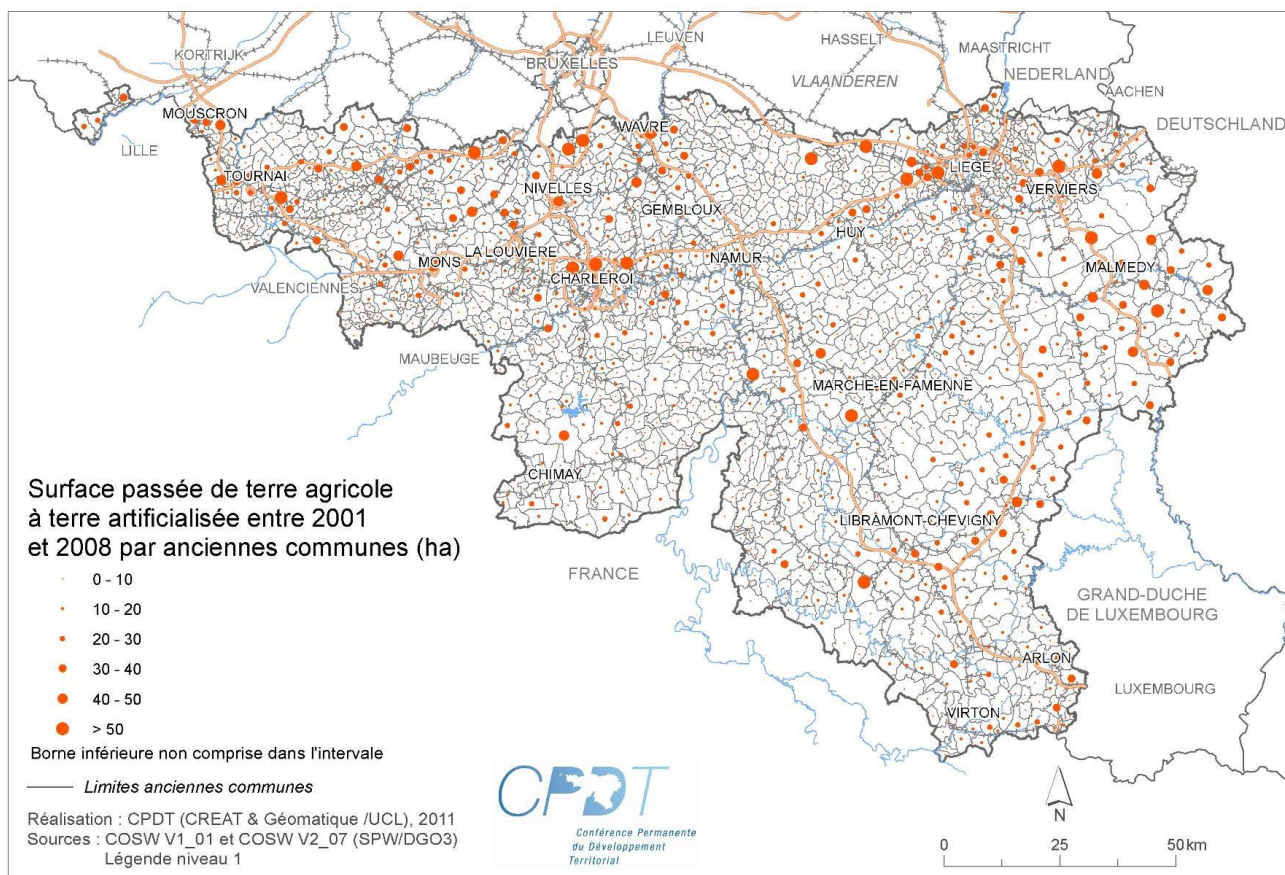 KORTRIJK
LEUVEN
HASSELT
MAASTRICHT
BRUXELLES
VLAANDEREN
NEDERLAND
AACHEN
MOUSCRON
WAVRE
DEUTSCHLAND
LILLE
LIEGE
TOURNAI
NIVELLES
VERVIERS
GEMBLOUX
HUY
LA LOUVIERE
MONS
NAMUR
CHARLEROI
MALMEDY
VALENCIENNES
MAUBEUGE
MARCHE-EN-FAMENNE
CHIMAY
LIBRAMONT-CHEVIGNY
FRANCE
GRAND-DUCHE
DE LUXEMBOURG
ARLON
LUXEMBOURG
VIRTON
Surface passée de terre agricole
à terre artificialisée entre 2001
et 2008 par anciennes communes (ha)
0 - 10
10 - 20
20 - 30
30 - 40
40 - 50
> 50
Borne inférieure non comprise dans l'intervale
Limites anciennes communes
Réalisation : CPDT (CREAT & Géomatique /UCL), 2011
Sources : COSW V1_01 et COSW V2_07 (SPW/DGO3)
Légende niveau 1
CPDT
Conférence Permanente
du Développement
Territorial
N
0 25 50 km